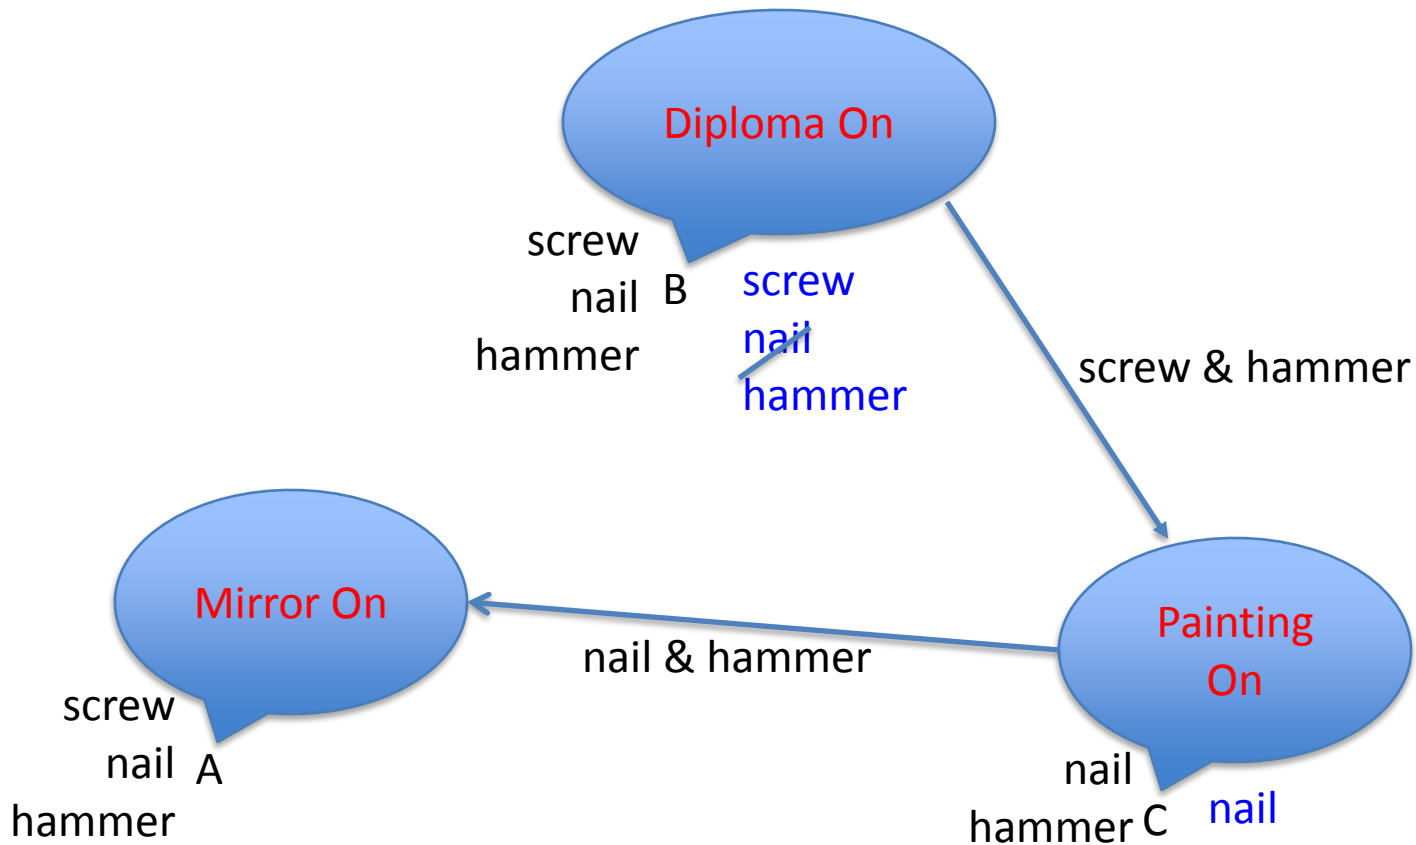 Diploma On
screw
nail
hammer
B
screw
nail
hammer
screw & hammer
Mirror On
nail & hammer
Painting
On
screw
nail
hammer
A
nail
hammer
C
nail